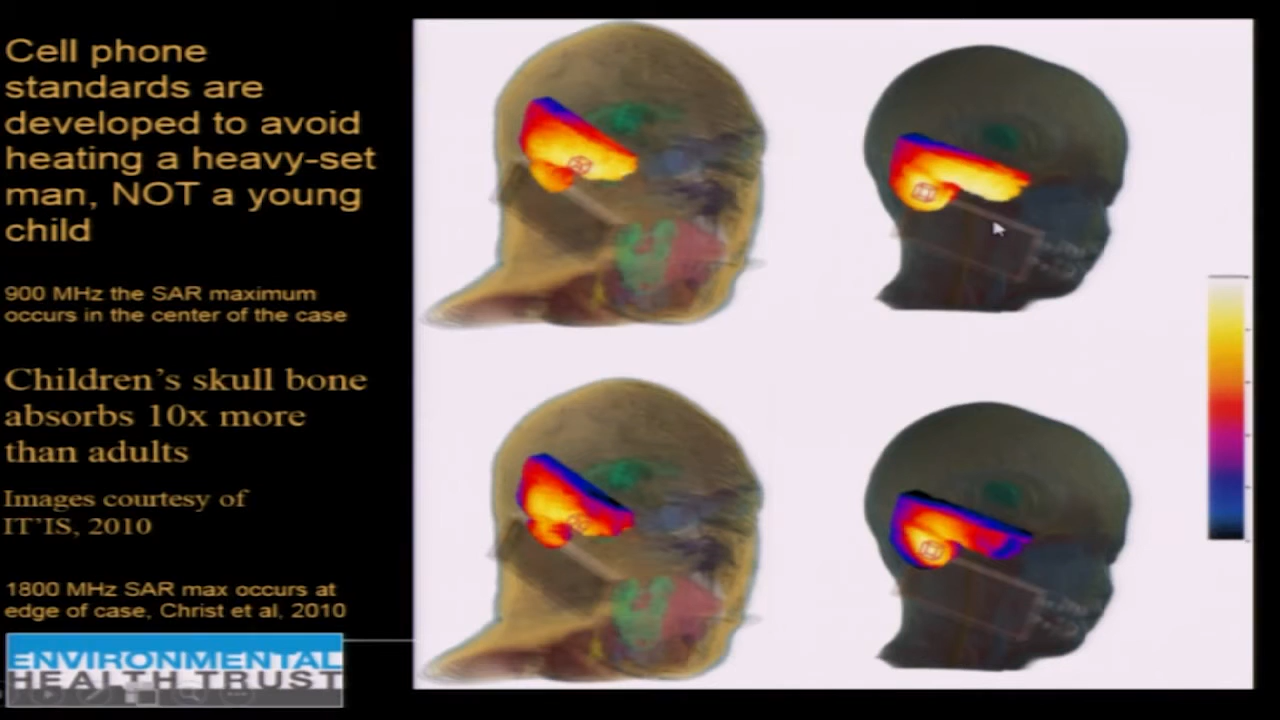 Cell phone
standards are
developed to avoid
heating a heavy-set
man, NOT a young
child
900 MHz the SAR maximum
occurs in the center of the case
Children's skull bone
absorbs 10x more
than adults
Images courtesy of
IT'IS, 2010
1800 MHz SAR max occurs at
edge of case, Christ et al, 2010
ENVIRONMENTAL
HEALTH TRUST